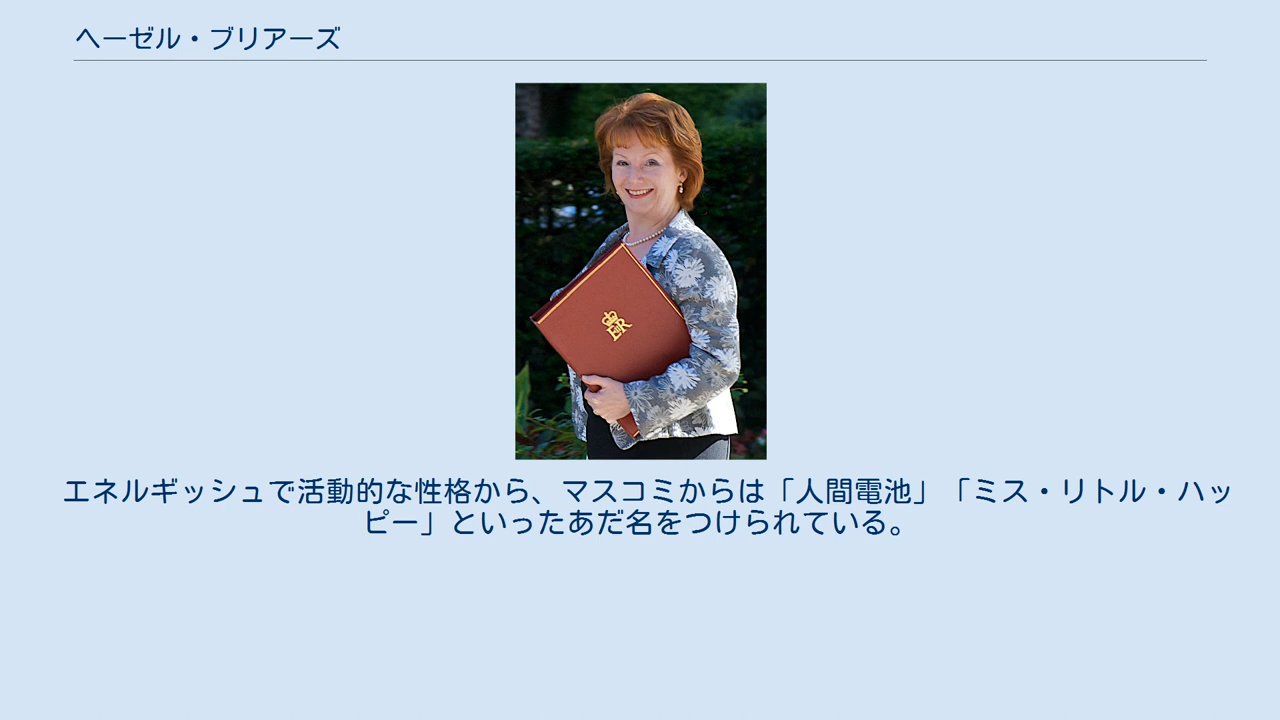 ヘーゼル・ブリアーズ
EIIR
エネルギッシュで活動的な性格から、マスコミからは「人間電池」「ミス・リトル・ハッ
ピー」といったあだ名をつけられている。